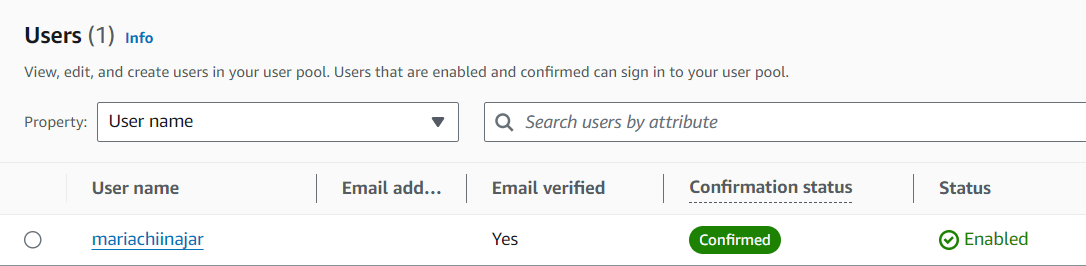 Users (1) Info
View, edit, and create users in your user pool. Users that are enabled and confirmed can sign in to your user pool.
Property: User name Search users by attribute
User name Email add... Email verified Confirmation status Status
mariachiinajar Yes Confirmed Enabled